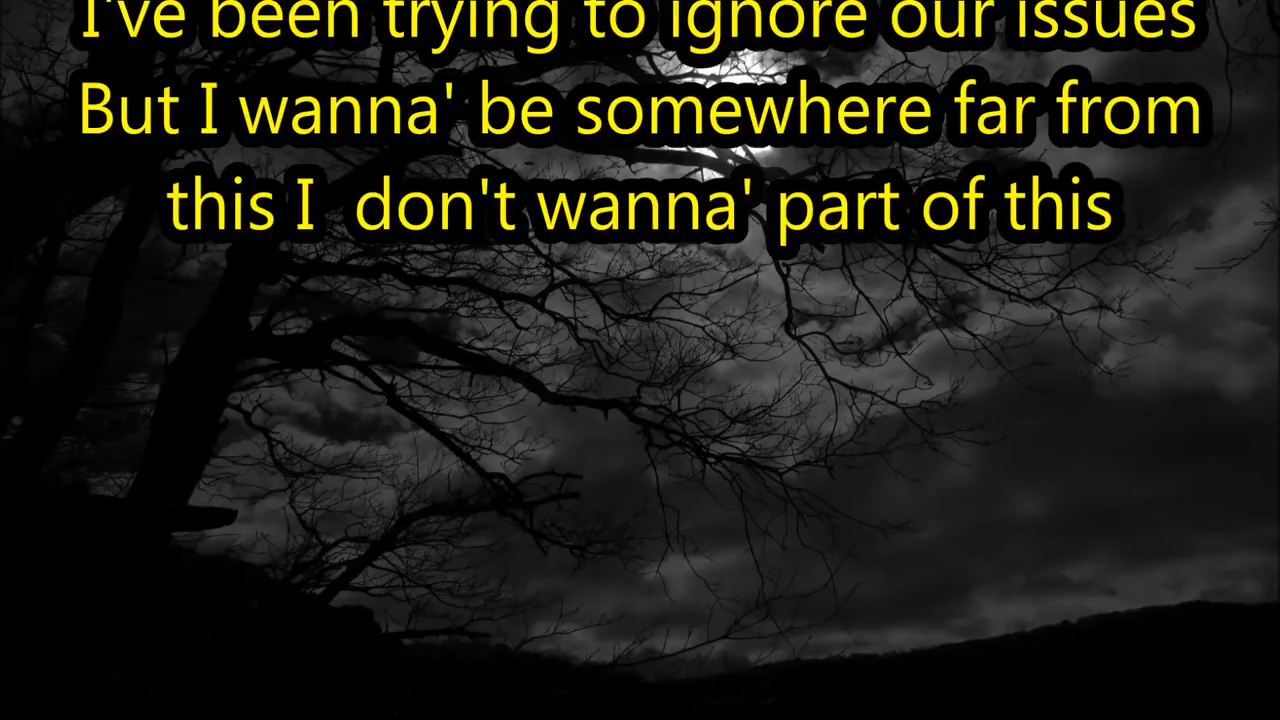 I've been trying to ignore our issues
But I wanna' be somewhere far from
this I  don't wanna' part of this